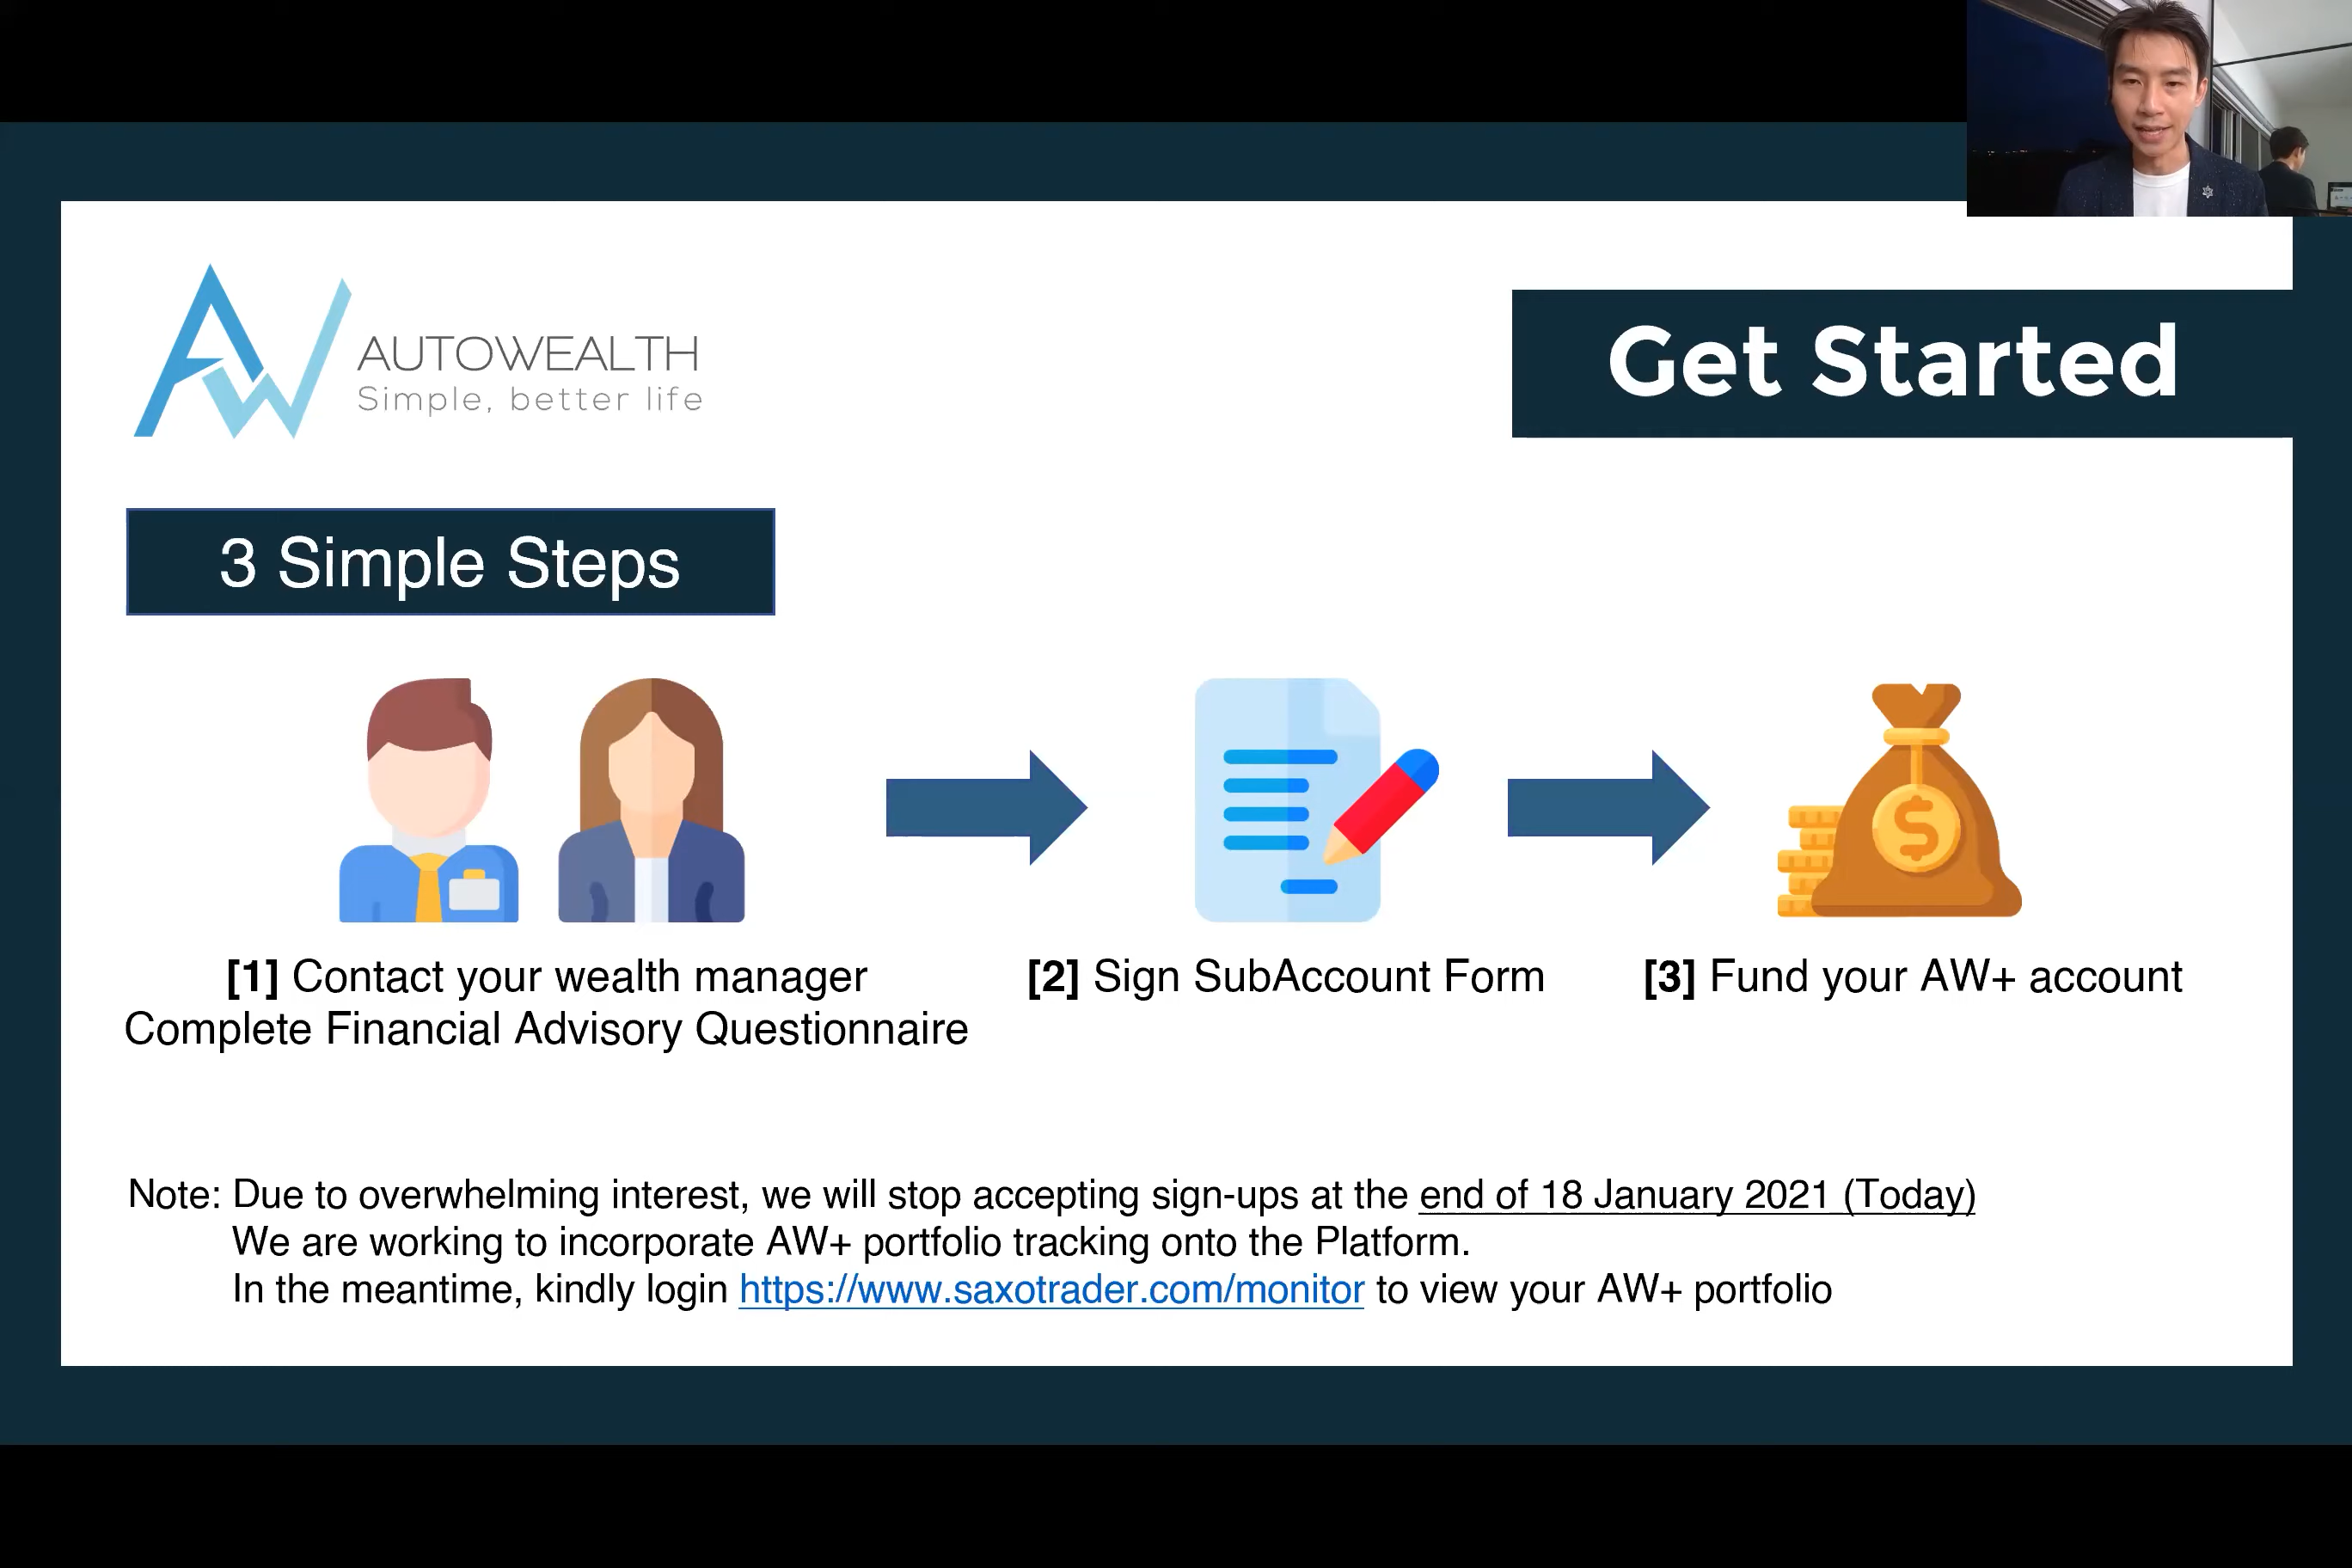 AUTOWEALTH
Simple, better life
Get Started
3 Simple Steps
[1] Contact your wealth manager
Complete Financial Advisory Questionnaire
[2] Sign SubAccount Form
[3] Fund your AW+ account
Note: Due to overwhelming interest, we will stop accepting sign-ups at the end of 18 January 2021 (Today)
We are working to incorporate AW+ portfolio tracking onto the Platform.
In the meantime, kindly login https://www.saxotrader.com/monitor to view your AW+ portfolio